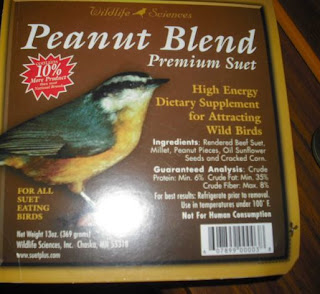 Wildlife Sciences
Peanut Blend
Premium Suet
10%
More Product
High Energy
Dietary Supplement
for Attracting
Wild Birds
Ingredients: Rendered Beef Suet,
Millet, Peanut Pieces, Oil Sunflower
Seeds and Cracked Corn.
Guaranteed Analysis: Crude
Protein: Min. 6% Crude Fat: Min. 35%
Crude Fiber: Max. 8%
For best results: Refrigerate prior to removal.
Use in temperatures under 100° F.
Not For Human Consumption
FOR ALL
SUET
EATING
BIRDS
Net Weight 13oz. (369 grams)
Wildlife Sciences, Inc. Chaska, MN 55318
www.suetplus.com